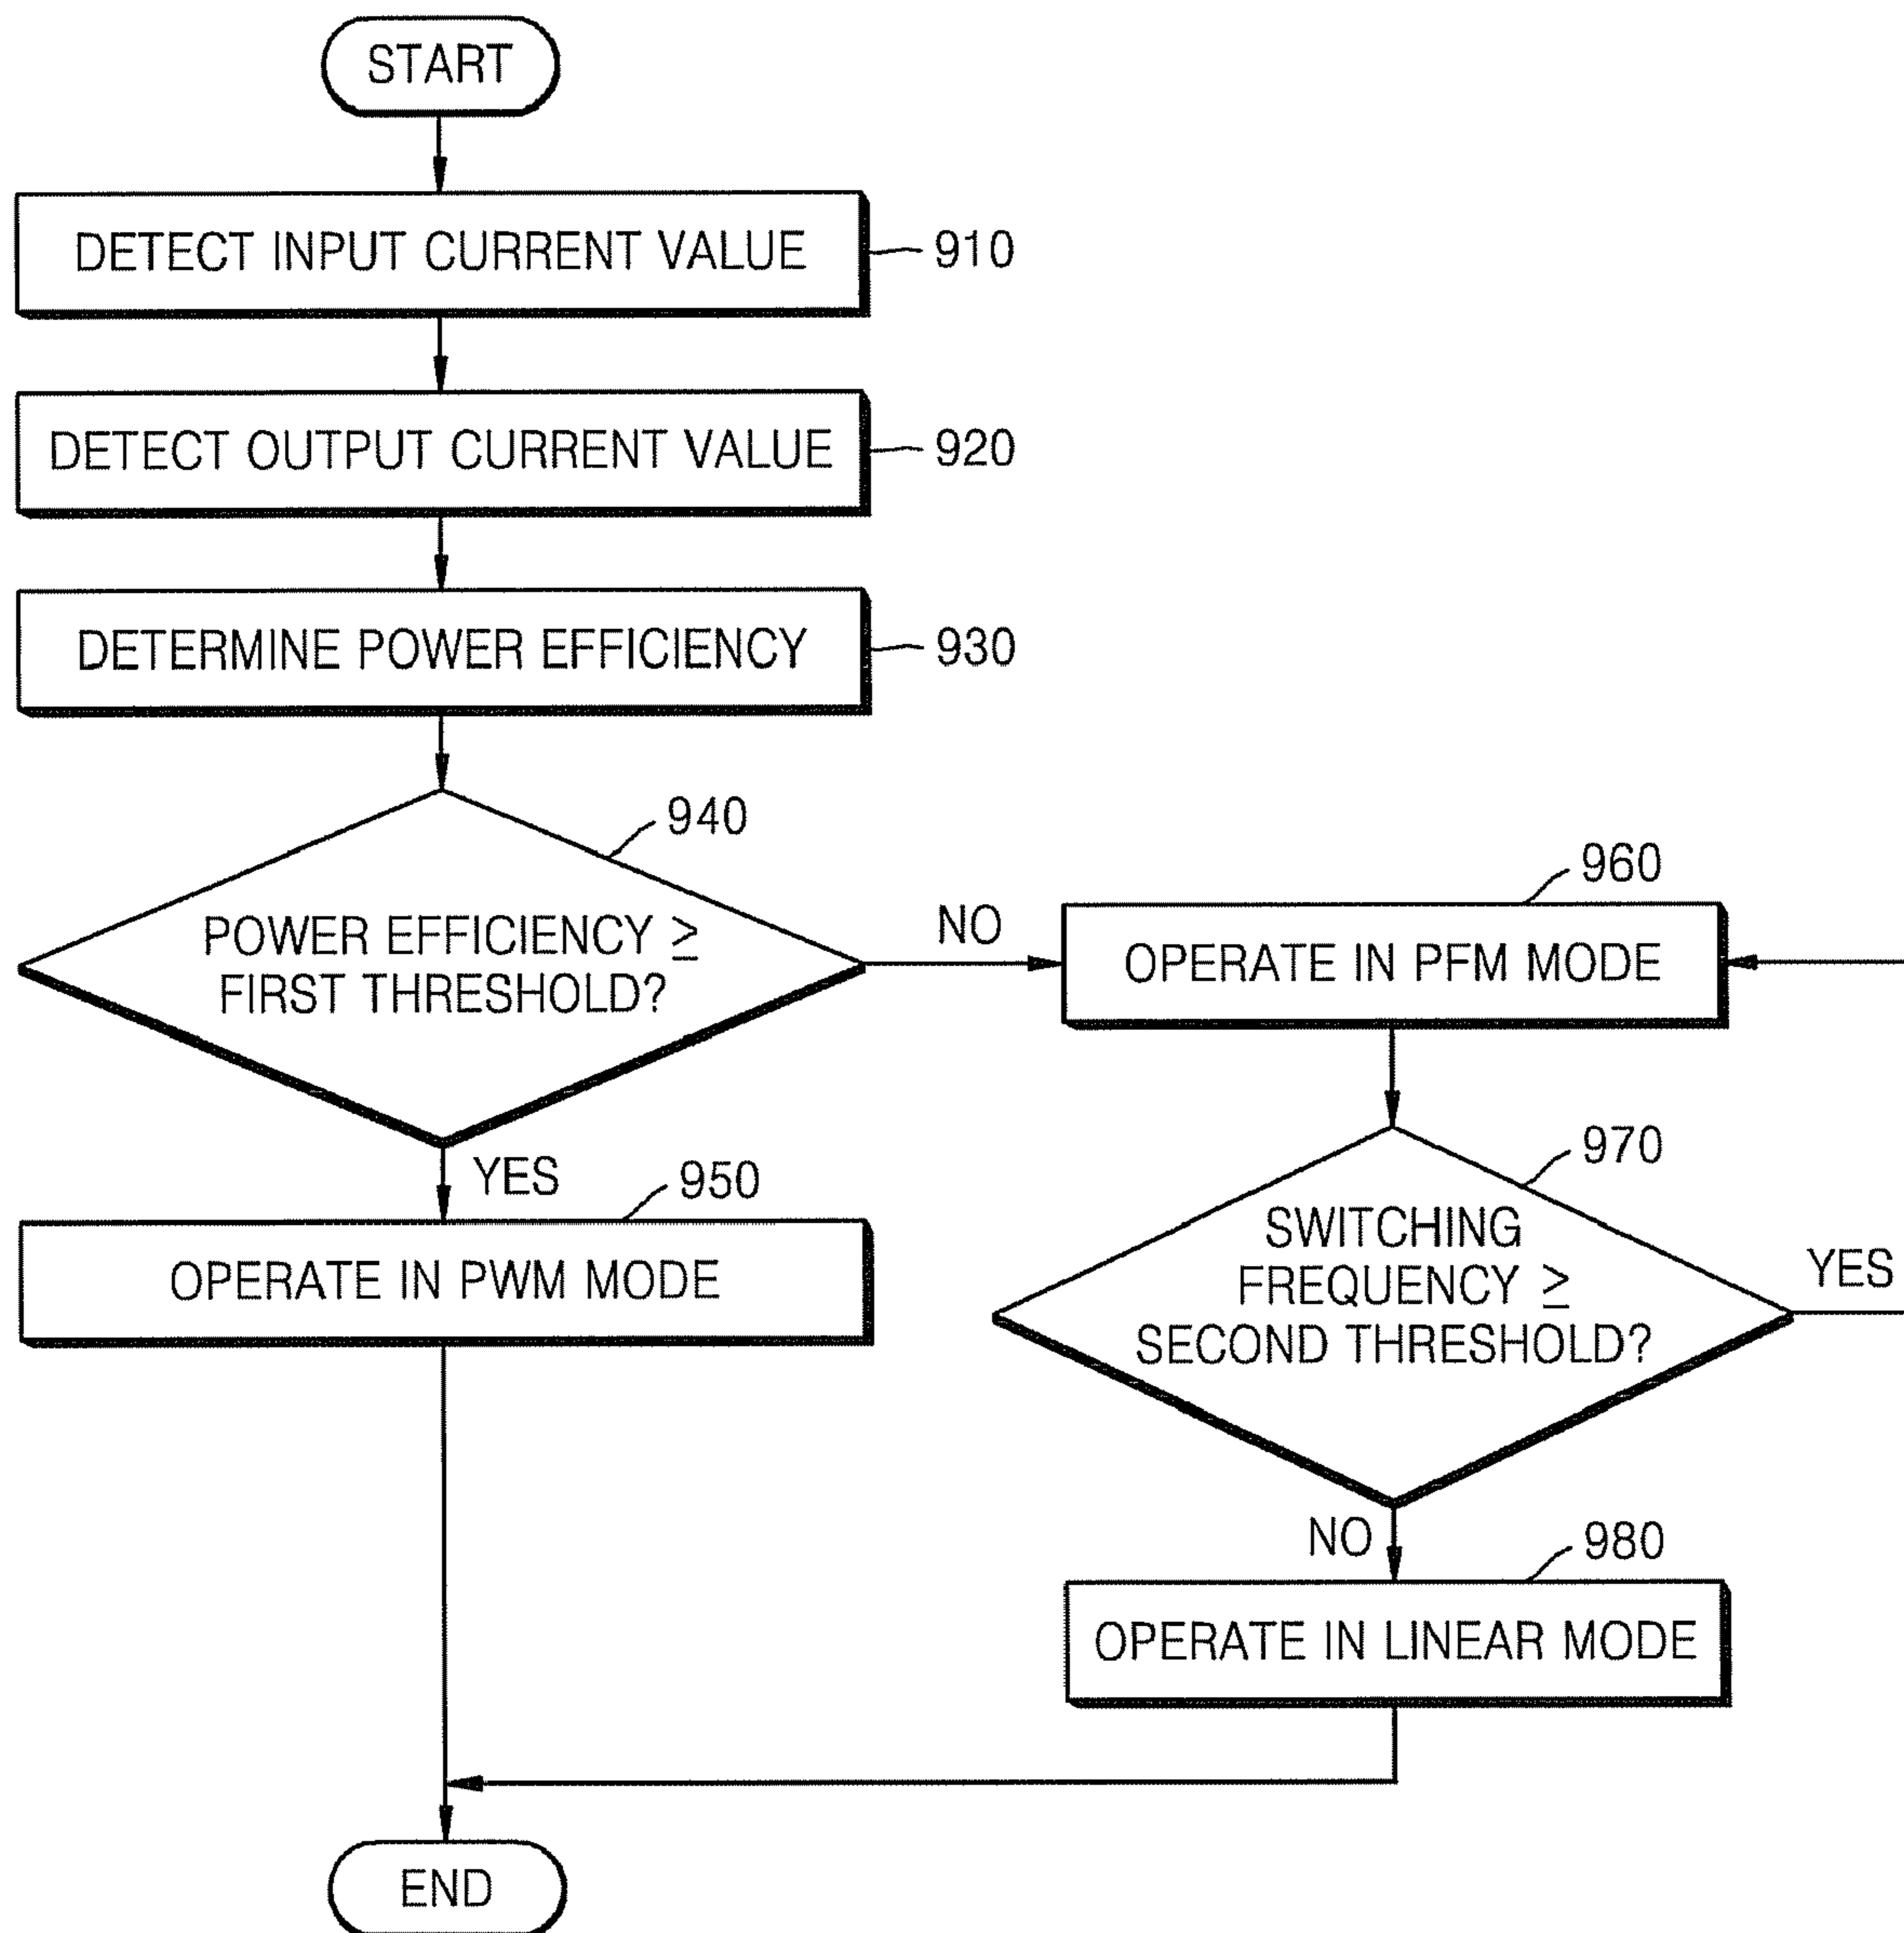 START
DETECT INPUT CURRENT VALUE
910
DETECT OUTPUT CURRENT VALUE
920
DETERMINE POWER EFFICIENCY
930
940
POWER EFFICIENCY ≥
FIRST THRESHOLD?
NO
YES
950
OPERATE IN PWM MODE
960
OPERATE IN PFM MODE
970
SWITCHING
FREQUENCY ≥
SECOND THRESHOLD?
YES
NO
980
OPERATE IN LINEAR MODE
END